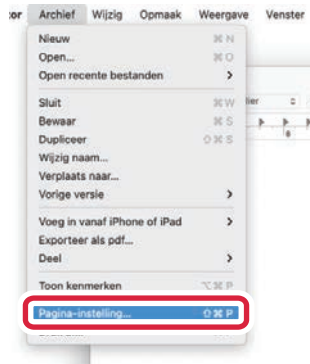 or Archief Wijzig Opmaak Weergave Venster
Nieuw ⌘ N
Open... ⌘ O
Open recente bestanden >
Sluit ⌘ W
Bewaar ⌘ S
Dupliceer ⇧ ⌘ S
Wijzig naam...
Verplaats naar...
Vorige versie >
Voeg in vanaf iPhone of iPad >
Exporteer als pdf...
Deel >
Toon kenmerken ⌥ ⌘ P
Pagina-instelling... ⇧ ⌘ P